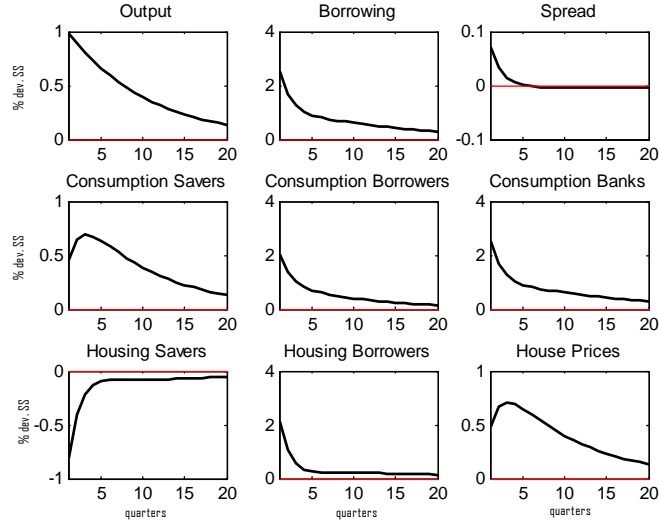 Output Borrowing Spread
% dev. SS
1
0.5
0
5 10 15 20
4
2
0
5 10 15 20
0.1
0
-0.1
5 10 15 20
Consumption Savers Consumption Borrowers Consumption Banks
% dev. SS
1
0.5
0
5 10 15 20
4
2
0
5 10 15 20
4
2
0
5 10 15 20
Housing Savers Housing Borrowers House Prices
% dev. SS
0
-0.5
-1
5 10 15 20
quarters
4
2
0
5 10 15 20
quarters
1
0.5
0
5 10 15 20
quarters